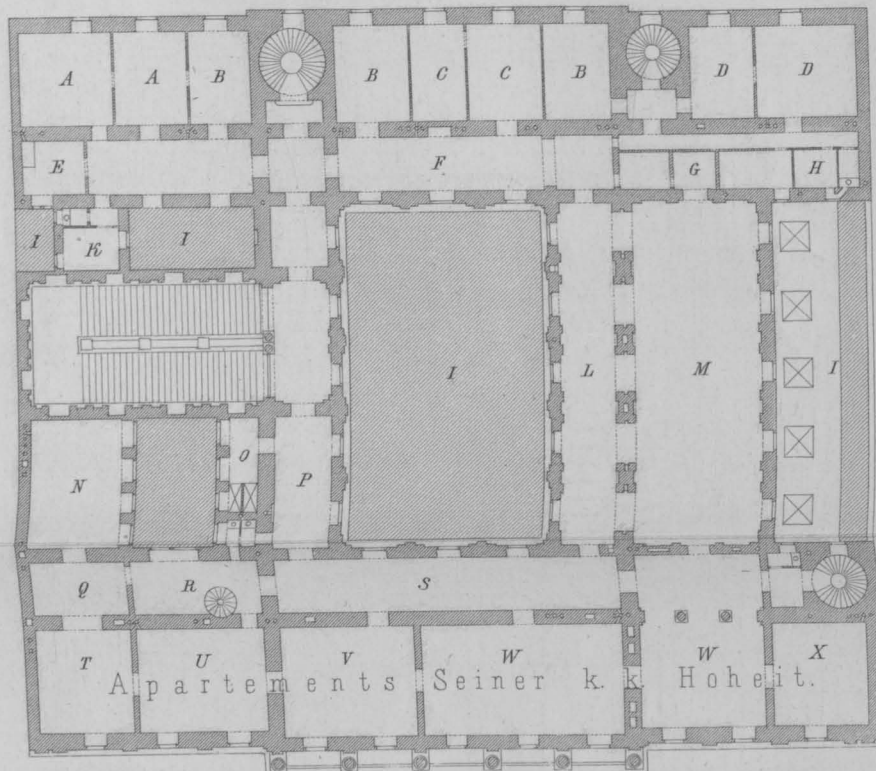 A A B B C C B D D
E F G H
I K I
I L M I
N O P
Q R S
T U V W W X
Apartements Seiner k. k. Hoheit.